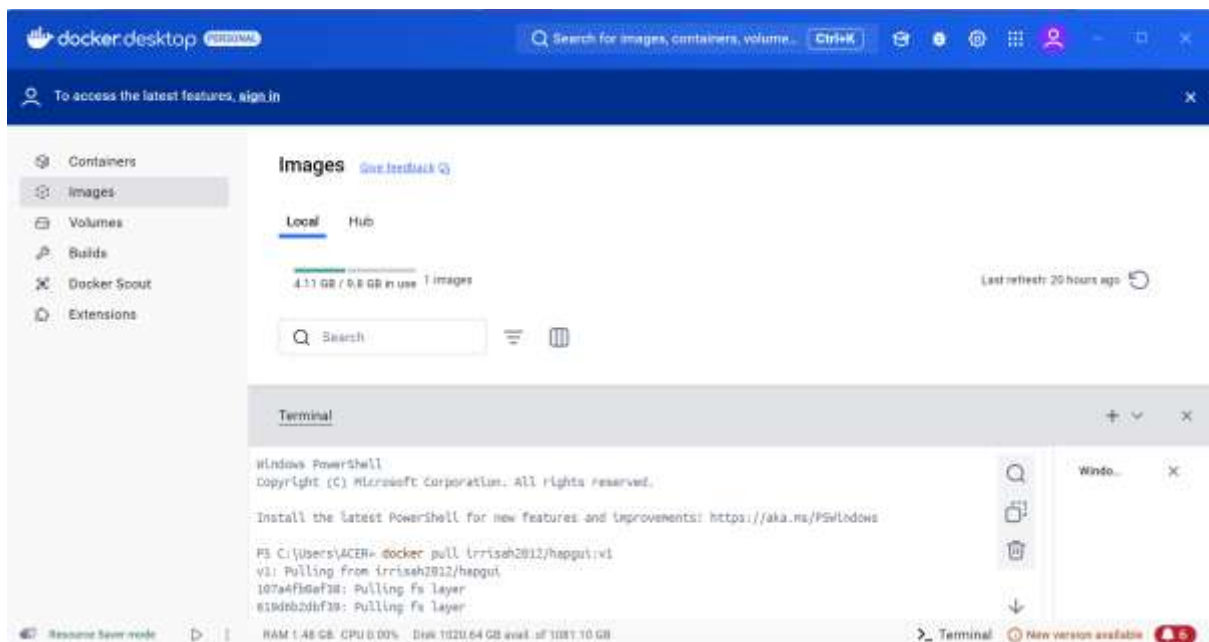 docker.desktop PERSONAL
Search for images, containers, volume... Ctrl+K
To access the latest features, sign in
Containers
Images
Volumes
Builds
Docker Scout
Extensions
Images Give feedback
Local Hub
4.11 GB / 9.8 GB in use 1 images
Last refresh: 20 hours ago
Search
Terminal
Windows PowerShell
Copyright (C) Microsoft Corporation. All rights reserved.
Install the latest PowerShell for new features and improvements! https://aka.ms/PSWindows
PS C:\Users\ACER> docker pull irrisah2012/hapgui:v1
v1: Pulling from irrisah2012/hapgui
Pulling fs layer
Pulling fs layer
Windo...
Resource Saver mode
RAM 1.48 GB CPU 0.00% Disk 1020.64 GB avail. of 1081.10 GB
>_ Terminal
New version available